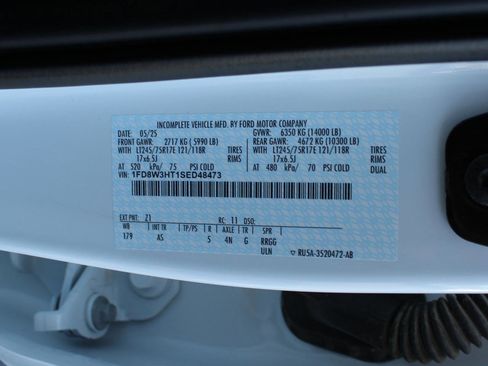 INCOMPLETE VEHICLE MFD. BY FORD MOTOR COMPANY
DATE: 05/25 GVWR: 6350 KG (14000 LB)
FRONT GAWR: 2717 KG (5990 LB) REAR GAWR: 4672 KG (10300 LB)
WITH LT245/75R17E 121/118R TIRES WITH LT245/75R17E 121/118R TIRES
17x6.5J RIMS 17x6.5J RIMS
AT 520 kPa/ 75 PSI COLD AT 480 kPa/ 70 PSI COLD DUAL
VIN: 1FD8W3HT1SED48473
EXT PNT: Z1 RC: 11 DSO:
WB INT TR TP/PS R AXLE TR SPR
179 AS 5 4N G RRGG
ULN RU5A-3520472-AB